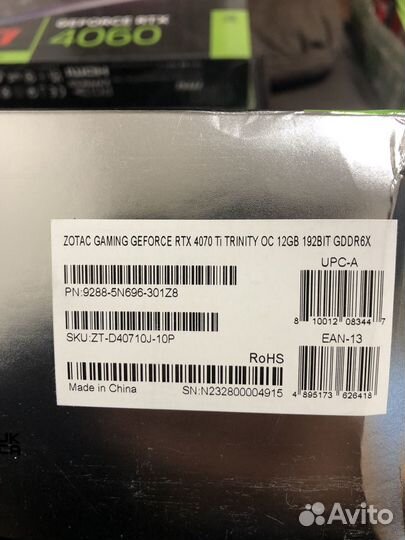 GEFORCE RTX
4060
ZOTAC GAMING GEFORCE RTX 4070 Ti TRINITY OC 12GB 192BIT GDDR6X
UPC-A
PN:9288-5N696-301Z8
8 10012 08344 7
SKU:ZT-D40710J-10P
EAN-13
RoHS
Made in China
SN:N232800004915
4 895173 626418
UK
CA
Avito